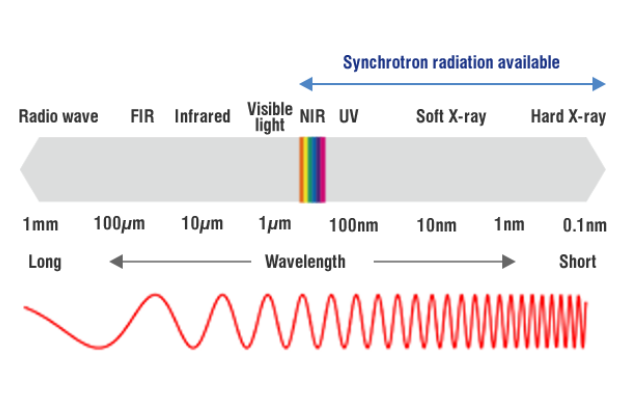 Synchrotron radiation available
Radio wave FIR Infrared Visible light NIR UV Soft X-ray Hard X-ray
1mm 100μm 10μm 1μm 100nm 10nm 1nm 0.1nm
Long Wavelength Short